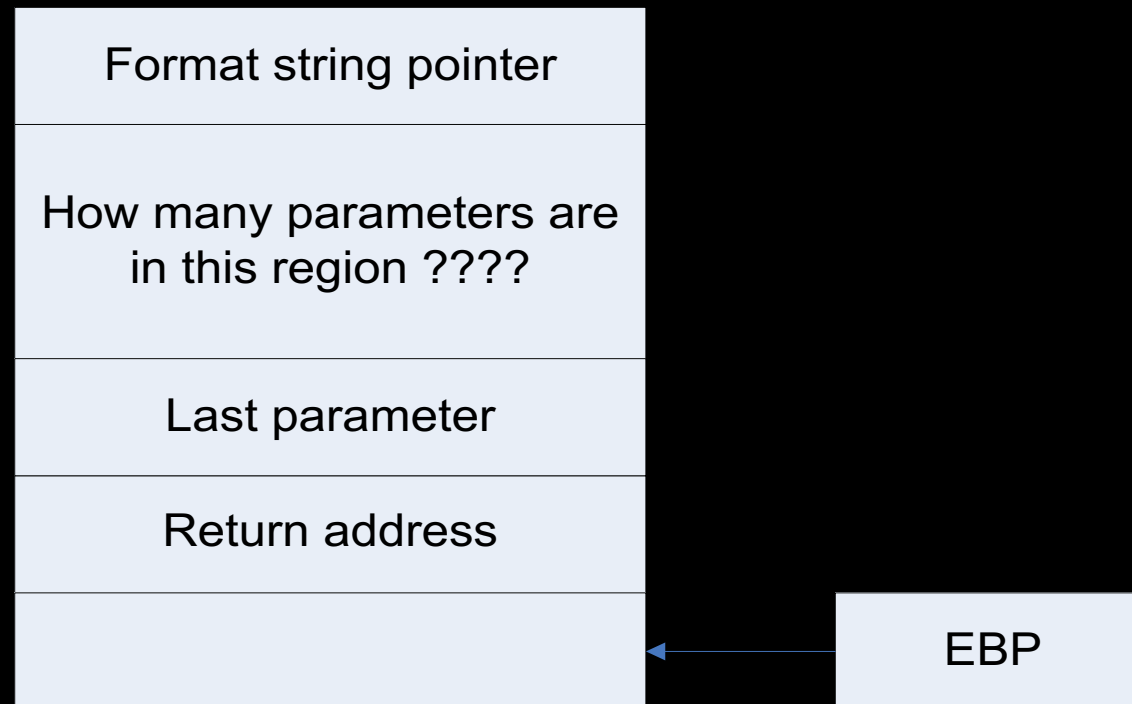 Format string pointer
How many parameters are
in this region ????
Last parameter
Return address
EBP